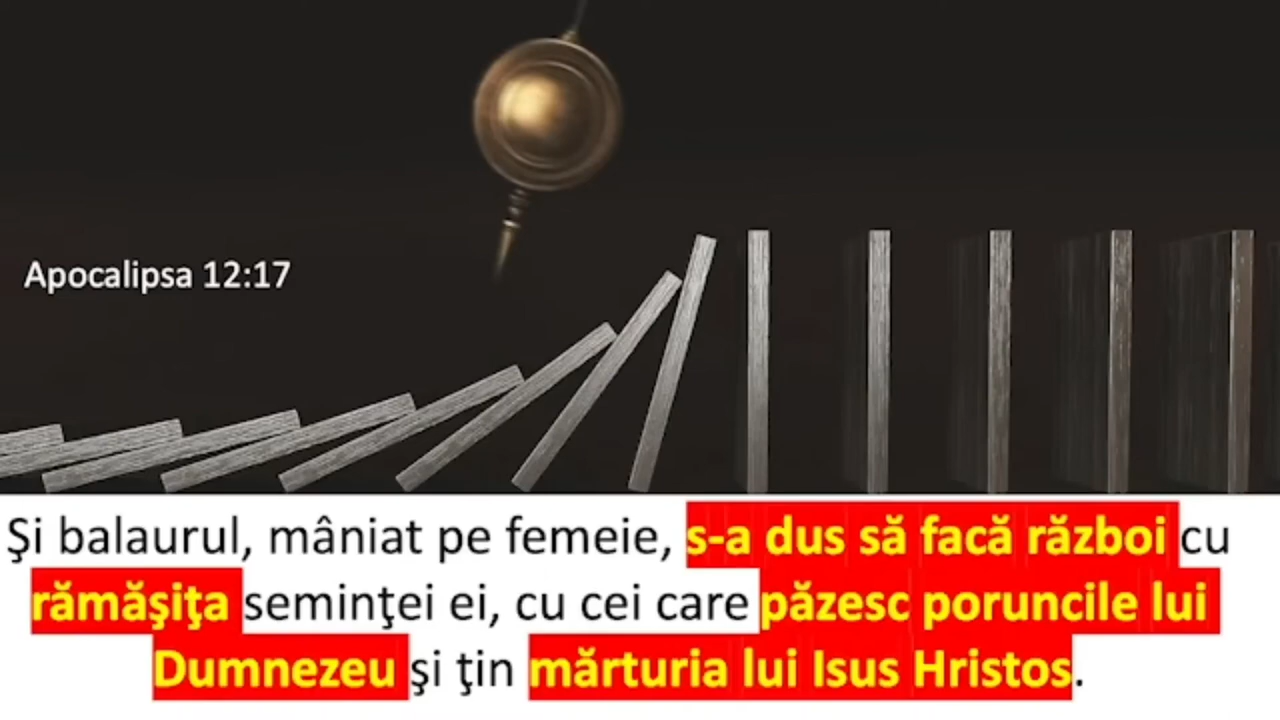 Apocalipsa 12:17
Şi balaurul, mâniat pe femeie, s-a dus să facă război cu
rămăşiţa seminţei ei, cu cei care păzesc poruncile lui
Dumnezeu şi ţin mărturia lui Isus Hristos.